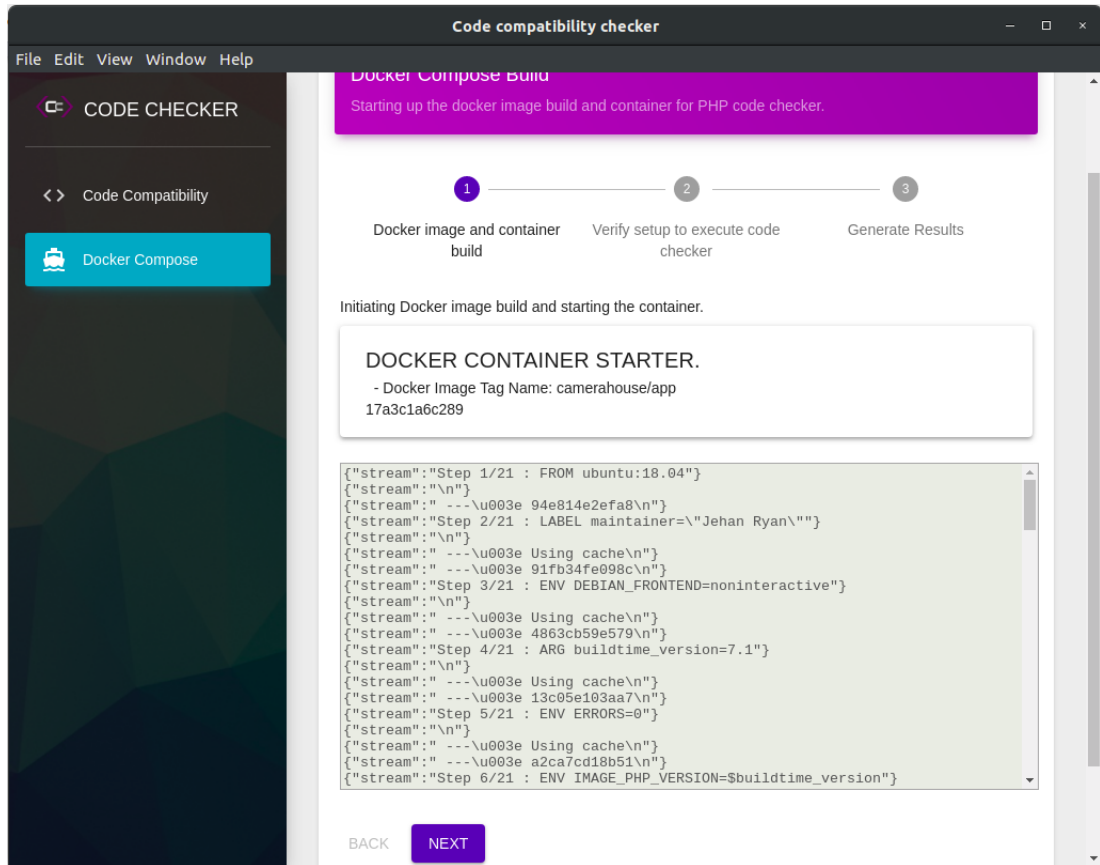 Code compatibility checker
File Edit View Window Help
CODE CHECKER
Code Compatibility
Docker Compose
Docker Compose Build
Starting up the docker image build and container for PHP code checker.
1
2
3
Docker image and container
build
Verify setup to execute code
checker
Generate Results
Initiating Docker image build and starting the container.
DOCKER CONTAINER STARTER.
- Docker Image Tag Name: camerahouse/app
17a3c1a6c289
{"stream":"Step 1/21 : FROM ubuntu:18.04"}
{"stream":"\n"}
{"stream":" ---\u003e 94e814e2efa8\n"}
{"stream":"Step 2/21 : LABEL maintainer=\"Jehan Ryan\""}
{"stream":"\n"}
{"stream":" ---\u003e Using cache\n"}
{"stream":" ---\u003e 91fb34fe098c\n"}
{"stream":"Step 3/21 : ENV DEBIAN_FRONTEND=noninteractive"}
{"stream":"\n"}
{"stream":" ---\u003e Using cache\n"}
{"stream":" ---\u003e 4863cb59e579\n"}
{"stream":"Step 4/21 : ARG buildtime_version=7.1"}
{"stream":"\n"}
{"stream":" ---\u003e Using cache\n"}
{"stream":" ---\u003e 13c05e103aa7\n"}
{"stream":"Step 5/21 : ENV ERRORS=0"}
{"stream":"\n"}
{"stream":" ---\u003e Using cache\n"}
{"stream":" ---\u003e a2ca7cd18b51\n"}
{"stream":"Step 6/21 : ENV IMAGE_PHP_VERSION=$buildtime_version"}
BACK
NEXT